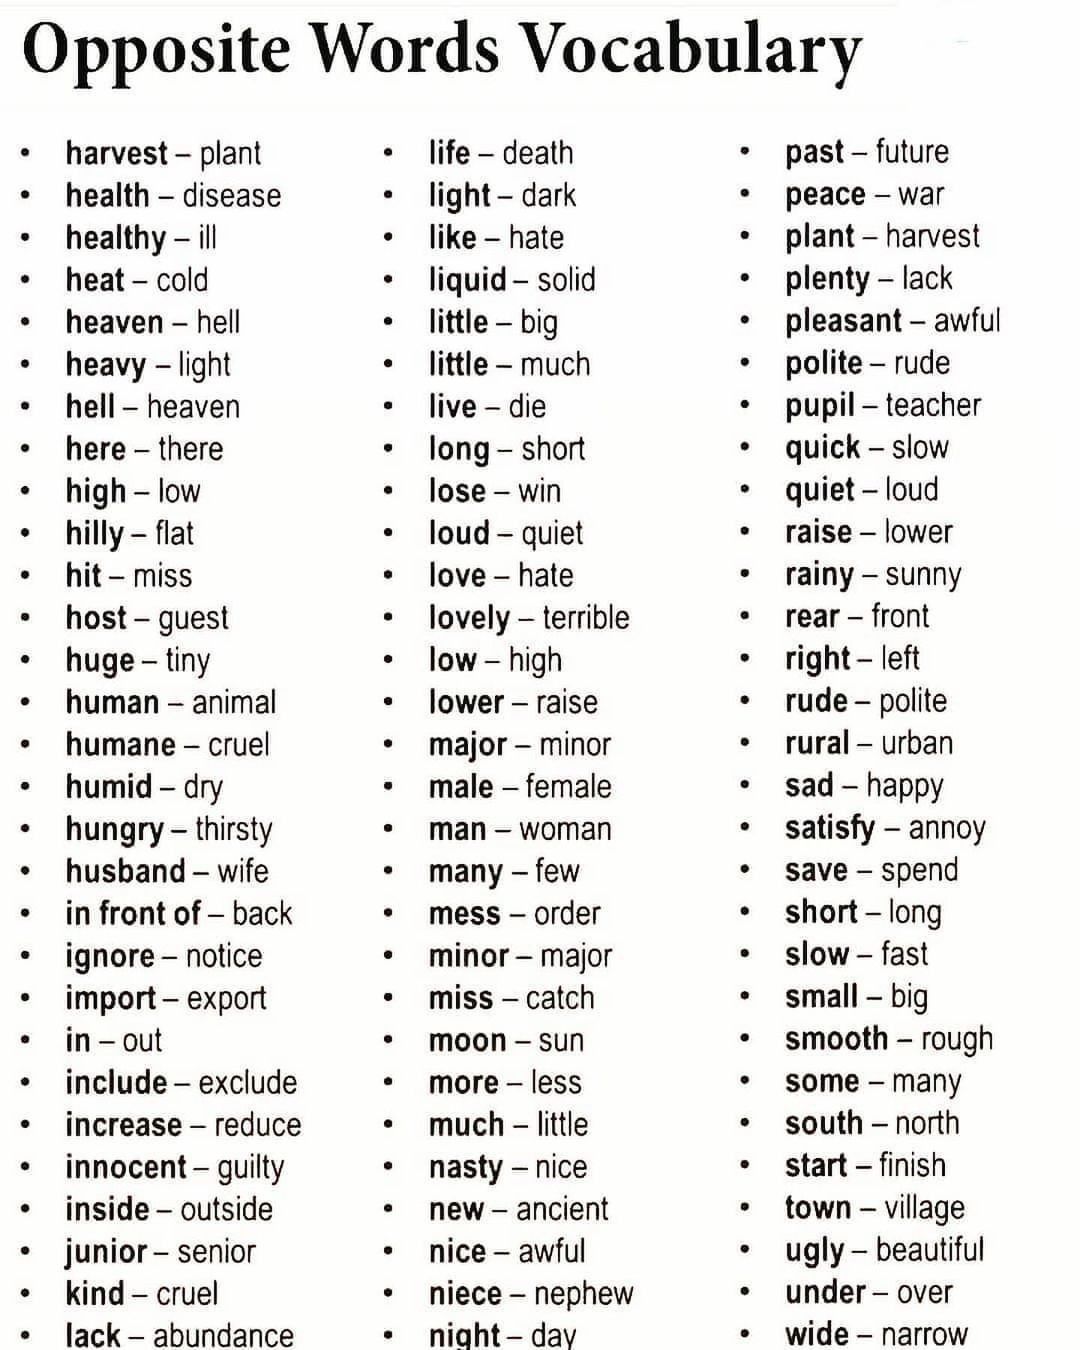 Opposite Words Vocabulary
• harvest – plant
• health – disease
• healthy – ill
• heat – cold
• heaven – hell
• heavy – light
• hell – heaven
• here – there
• high – low
• hilly – flat
• hit – miss
• host – guest
• huge – tiny
• human – animal
• humane – cruel
• humid – dry
• hungry – thirsty
• husband – wife
• in front of – back
• ignore – notice
• import – export
• in – out
• include – exclude
• increase – reduce
• innocent – guilty
• inside – outside
• junior – senior
• kind – cruel
• lack – abundance
• life – death
• light – dark
• like – hate
• liquid – solid
• little – big
• little – much
• live – die
• long – short
• lose – win
• loud – quiet
• love – hate
• lovely – terrible
• low – high
• lower – raise
• major – minor
• male – female
• man – woman
• many – few
• mess – order
• minor – major
• miss – catch
• moon – sun
• more – less
• much – little
• nasty – nice
• new – ancient
• nice – awful
• niece – nephew
• night – day
• past – future
• peace – war
• plant – harvest
• plenty – lack
• pleasant – awful
• polite – rude
• pupil – teacher
• quick – slow
• quiet – loud
• raise – lower
• rainy – sunny
• rear – front
• right – left
• rude – polite
• rural – urban
• sad – happy
• satisfy – annoy
• save – spend
• short – long
• slow – fast
• small – big
• smooth – rough
• some – many
• south – north
• start – finish
• town – village
• ugly – beautiful
• under – over
• wide – narrow